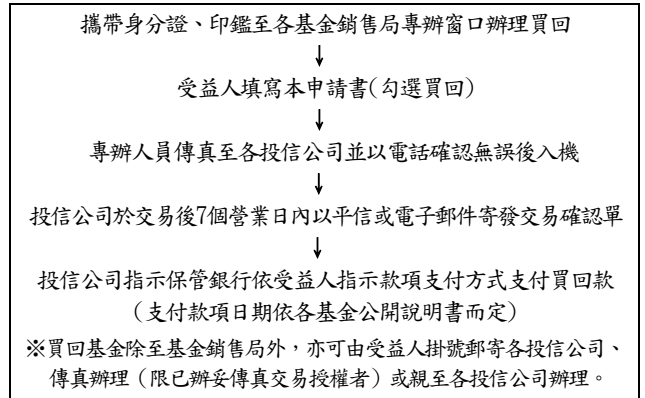 攜帶身分證、印鑑至各基金銷售局專辦窗口辦理買回
↓
受益人填寫本申請書(勾選買回)
↓
專辦人員傳真至各投信公司並以電話確認無誤後入機
↓
投信公司於交易後7個營業日內以平信或電子郵件寄發交易確認單
↓
投信公司指示保管銀行依受益人指示款項支付方式支付買回款
（支付款項日期依各基金公開說明書而定）
※買回基金除至基金銷售局外，亦可由受益人掛號郵寄各投信公司、
傳真辦理（限已辦妥傳真交易授權者）或親至各投信公司辦理。